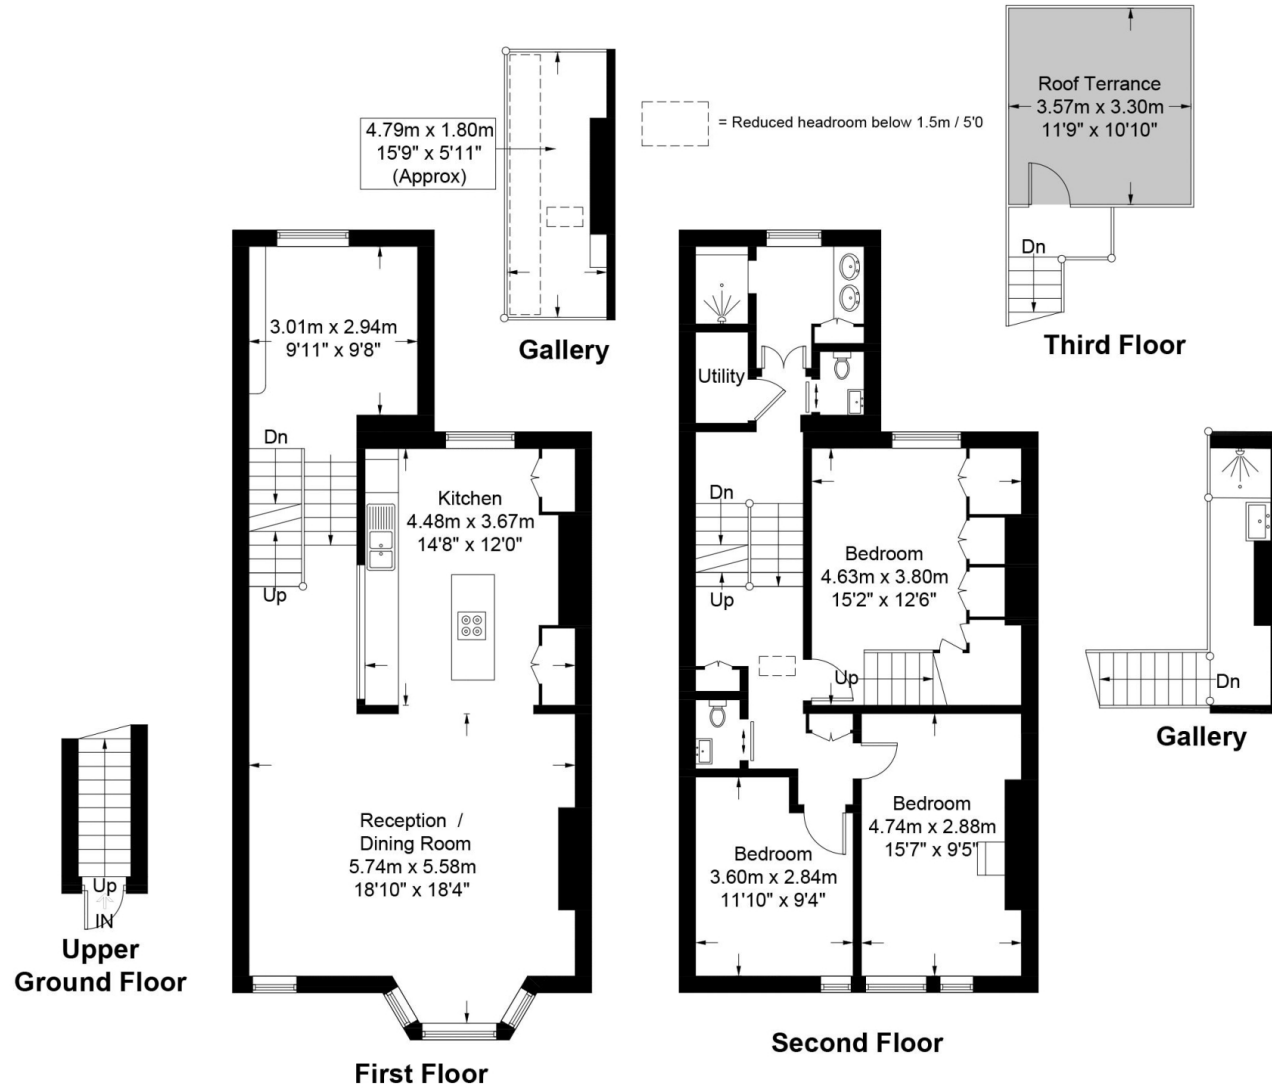 4.79m x 1.80m
15'9" x 5'11"
(Approx)
Gallery
= Reduced headroom below 1.5m / 5'0
Roof Terrance
3.57m x 3.30m
11'9" x 10'10"
Dn
Third Floor
3.01m x 2.94m
9'11" x 9'8"
Dn
Up
Kitchen
4.48m x 3.67m
14'8" x 12'0"
Reception /
Dining Room
5.74m x 5.58m
18'10" x 18'4"
First Floor
Up
IN
Upper
Ground Floor
Utility
Dn
Up
Bedroom
4.63m x 3.80m
15'2" x 12'6"
Up
Bedroom
4.74m x 2.88m
15'7" x 9'5"
Bedroom
3.60m x 2.84m
11'10" x 9'4"
Second Floor
Dn
Gallery